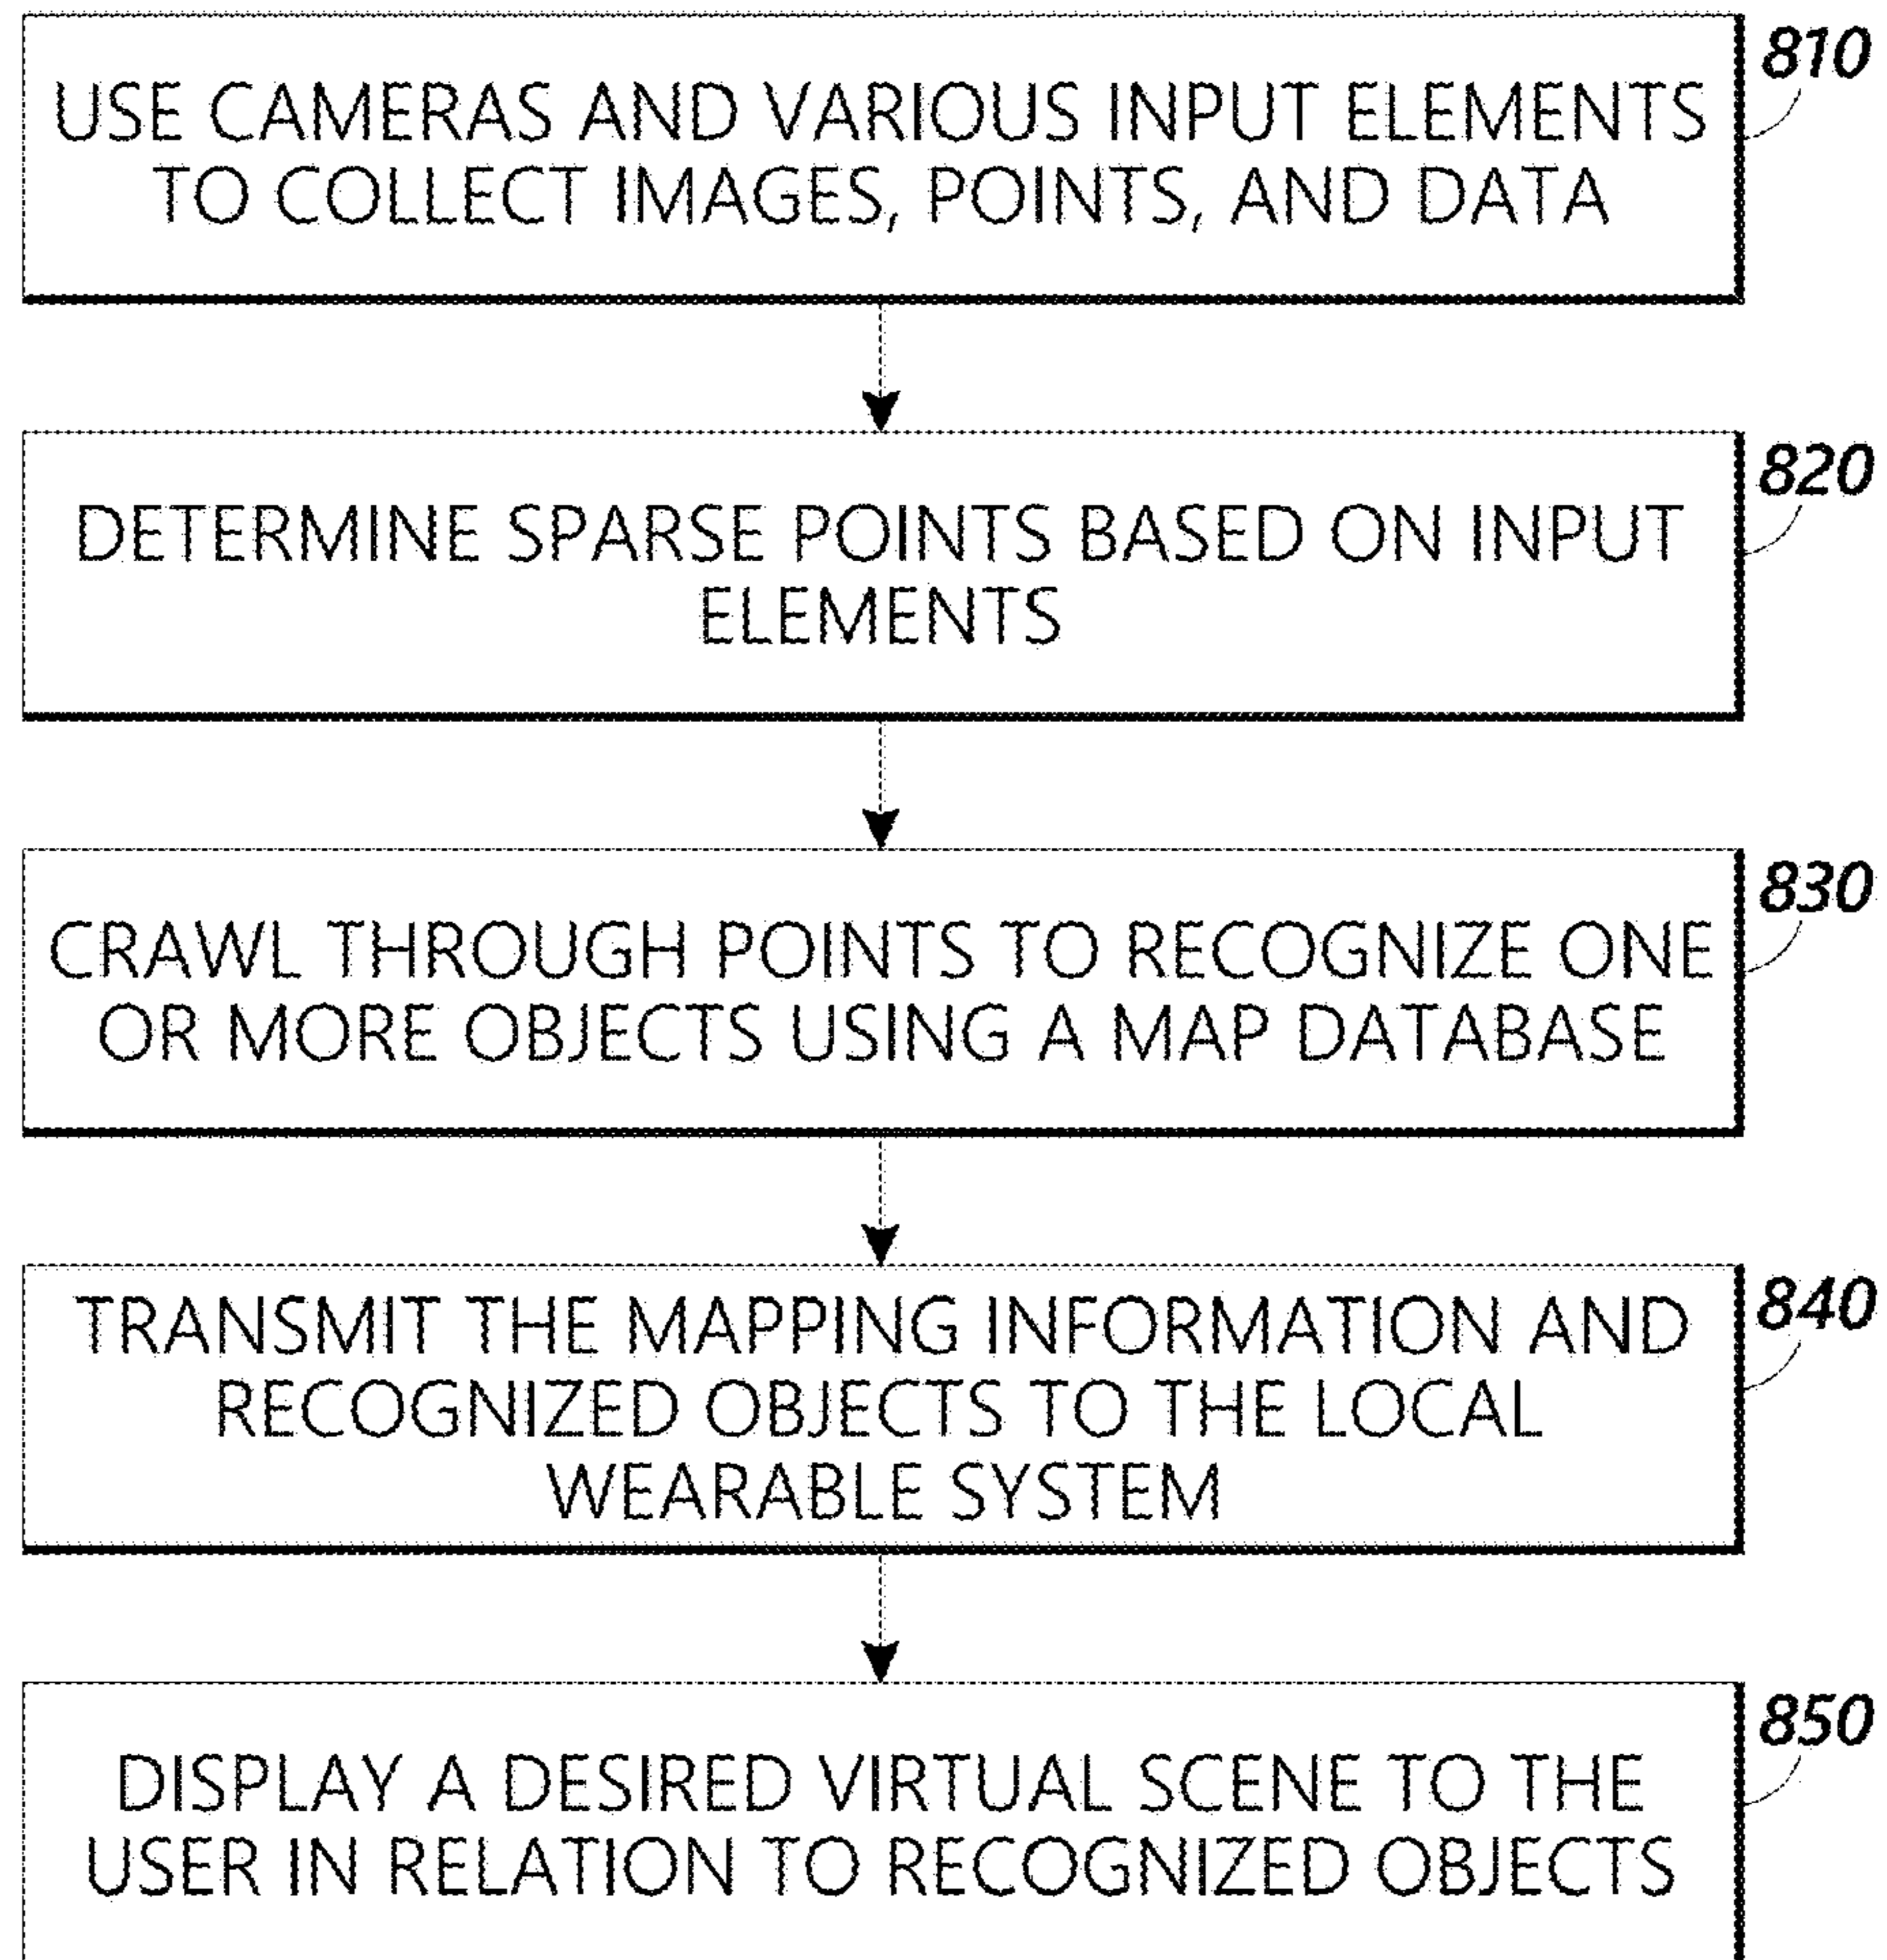 810
USE CAMERAS AND VARIOUS INPUT ELEMENTS
TO COLLECT IMAGES, POINTS, AND DATA
820
DETERMINE SPARSE POINTS BASED ON INPUT
ELEMENTS
830
CRAWL THROUGH POINTS TO RECOGNIZE ONE
OR MORE OBJECTS USING A MAP DATABASE
840
TRANSMIT THE MAPPING INFORMATION AND
RECOGNIZED OBJECTS TO THE LOCAL
WEARABLE SYSTEM
850
DISPLAY A DESIRED VIRTUAL SCENE TO THE
USER IN RELATION TO RECOGNIZED OBJECTS